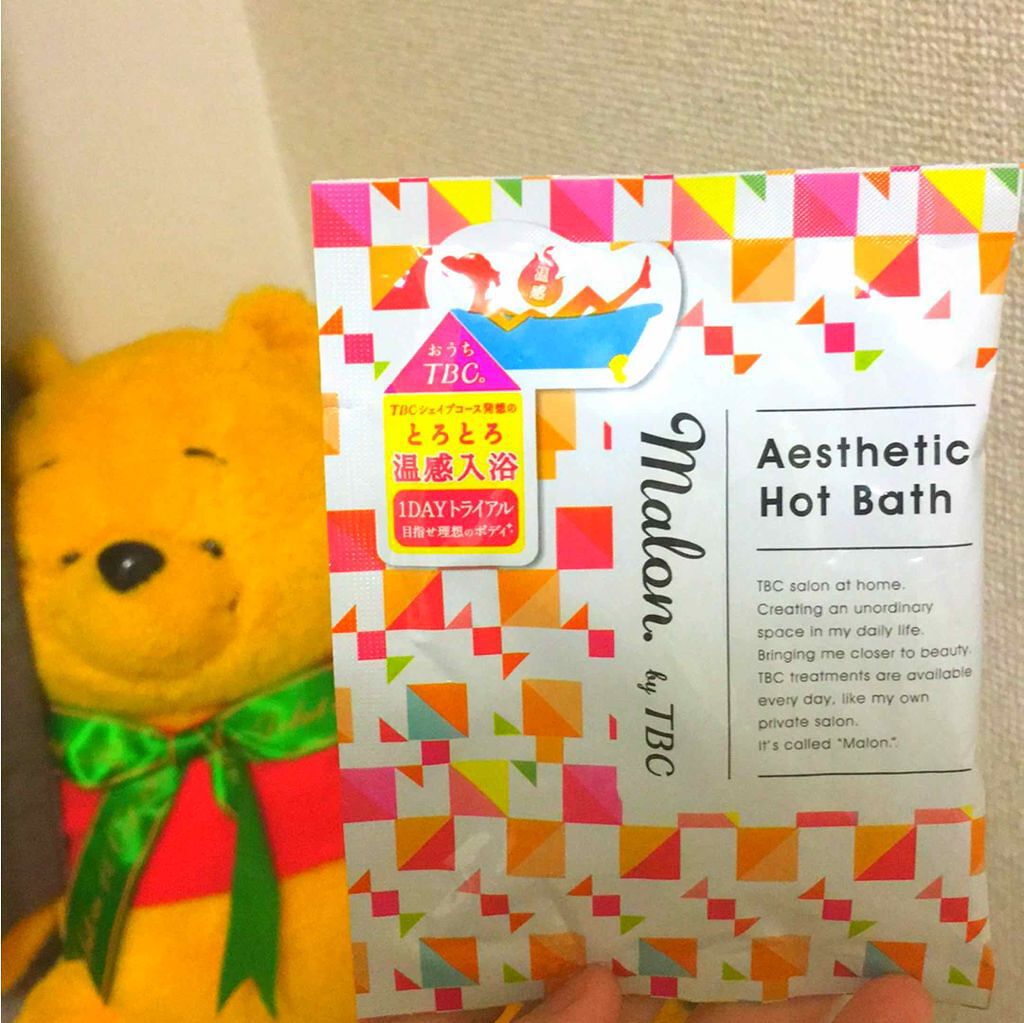 温感
おうち
TBC。
TBCシェイプコース発想の
とろとろ
温感入浴
1DAYトライアル
目指せ理想のボディ
Malon. by TBC
Aesthetic
Hot Bath
TBC salon at home.
Creating an unordinary
space in my daily life.
Bringing me closer to beauty.
TBC treatments are available
every day, like my own
private salon.
It's called "Malon.".